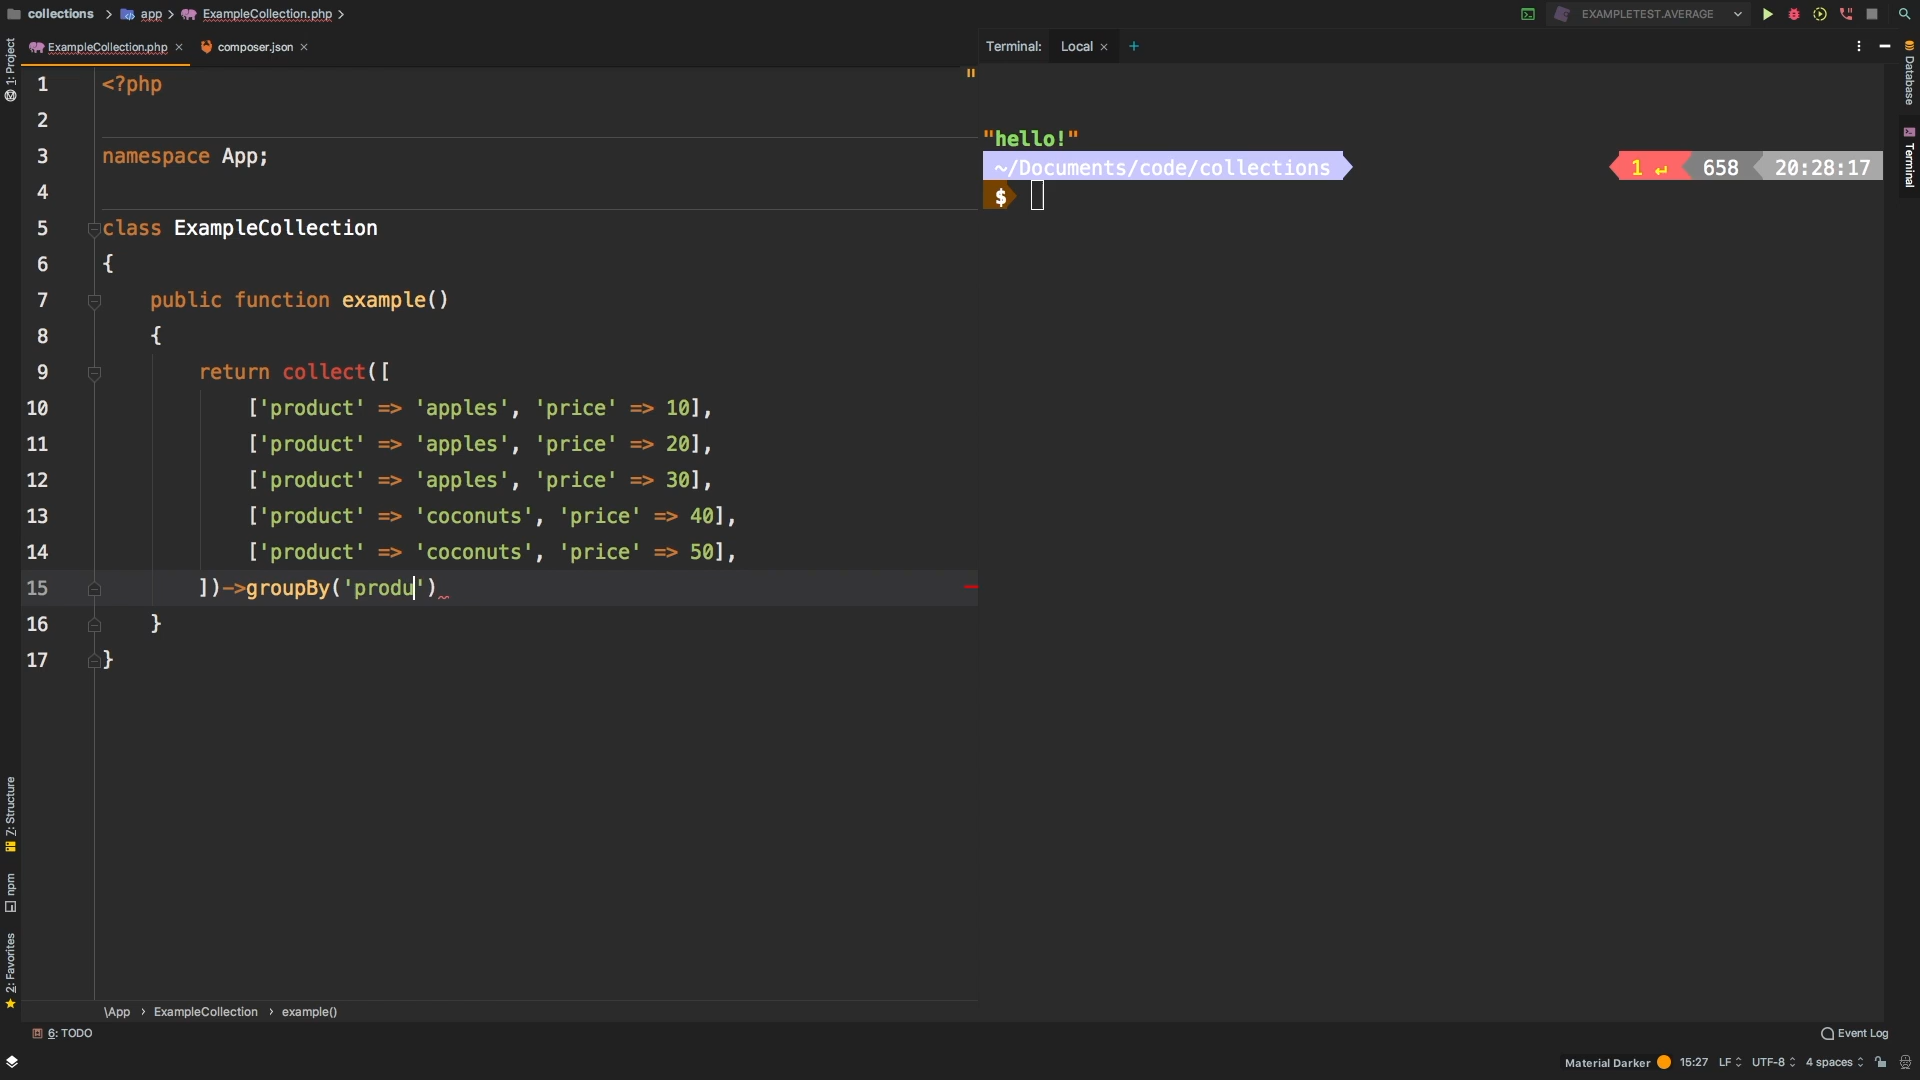 collections > app > ExampleCollection.php >
EXAMPLETEST.AVERAGE
ExampleCollection.php ×
composer.json ×
Terminal: Local × +
1: Project
Database
Terminal
1 <?php
2
3 namespace App;
4
5 class ExampleCollection
6 {
7 public function example()
8 {
9 return collect([
10 ['product' => 'apples', 'price' => 10],
11 ['product' => 'apples', 'price' => 20],
12 ['product' => 'apples', 'price' => 30],
13 ['product' => 'coconuts', 'price' => 40],
14 ['product' => 'coconuts', 'price' => 50],
15 ])->groupBy('produ')
16 }
17 }
"hello!"
~/Documents/code/collections
1 ↵ 658 20:28:17
$
Z: Structure
npm
2: Favorites
\App > ExampleCollection > example()
6: TODO
Event Log
Material Darker 15:27 LF UTF-8 4 spaces